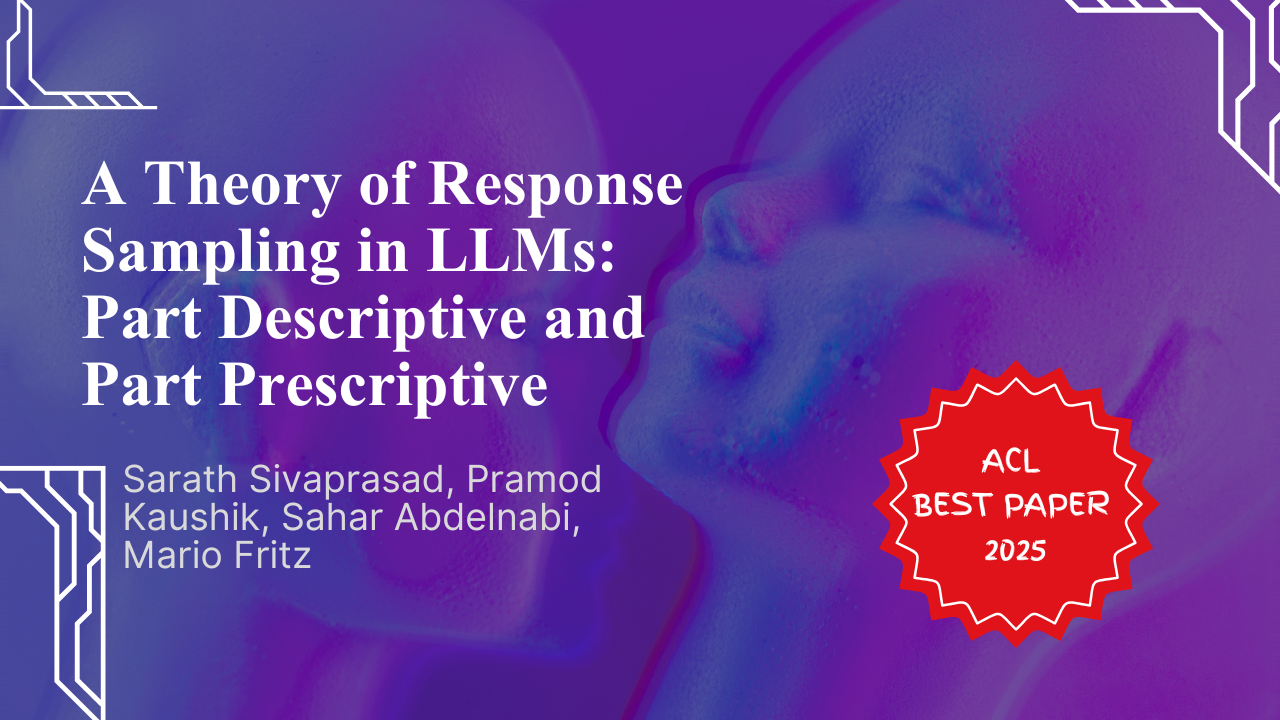 A Theory of Response
Sampling in LLMs:
Part Descriptive and
Part Prescriptive
Sarath Sivaprasad, Pramod
Kaushik, Sahar Abdelnabi,
Mario Fritz
ACL
BEST PAPER
2025